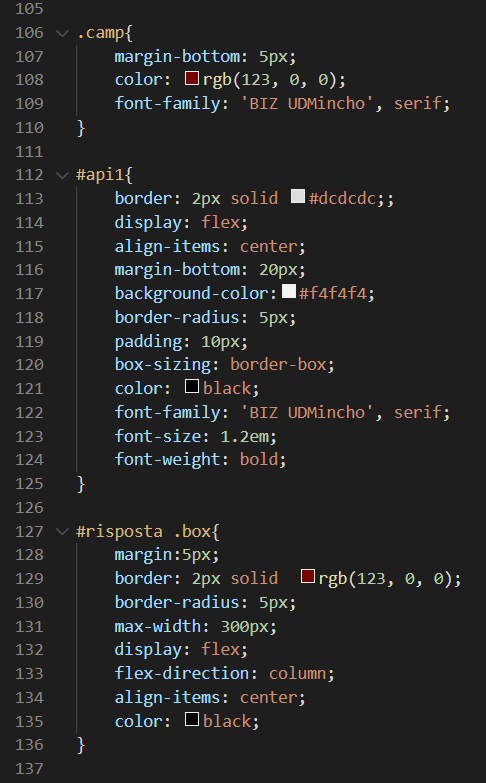 105
106 .camp{
107     margin-bottom: 5px;
108     color: rgb(123, 0, 0);
109     font-family: 'BIZ UDMincho', serif;
110 }
111
112 #api1{
113     border: 2px solid #dcdcdc;;
114     display: flex;
115     align-items: center;
116     margin-bottom: 20px;
117     background-color:#f4f4f4;
118     border-radius: 5px;
119     padding: 10px;
120     box-sizing: border-box;
121     color: black;
122     font-family: 'BIZ UDMincho', serif;
123     font-size: 1.2em;
124     font-weight: bold;
125 }
126
127 #risposta .box{
128     margin:5px;
129     border: 2px solid  rgb(123, 0, 0);
130     border-radius: 5px;
131     max-width: 300px;
132     display: flex;
133     flex-direction: column;
134     align-items: center;
135     color: black;
136 }
137